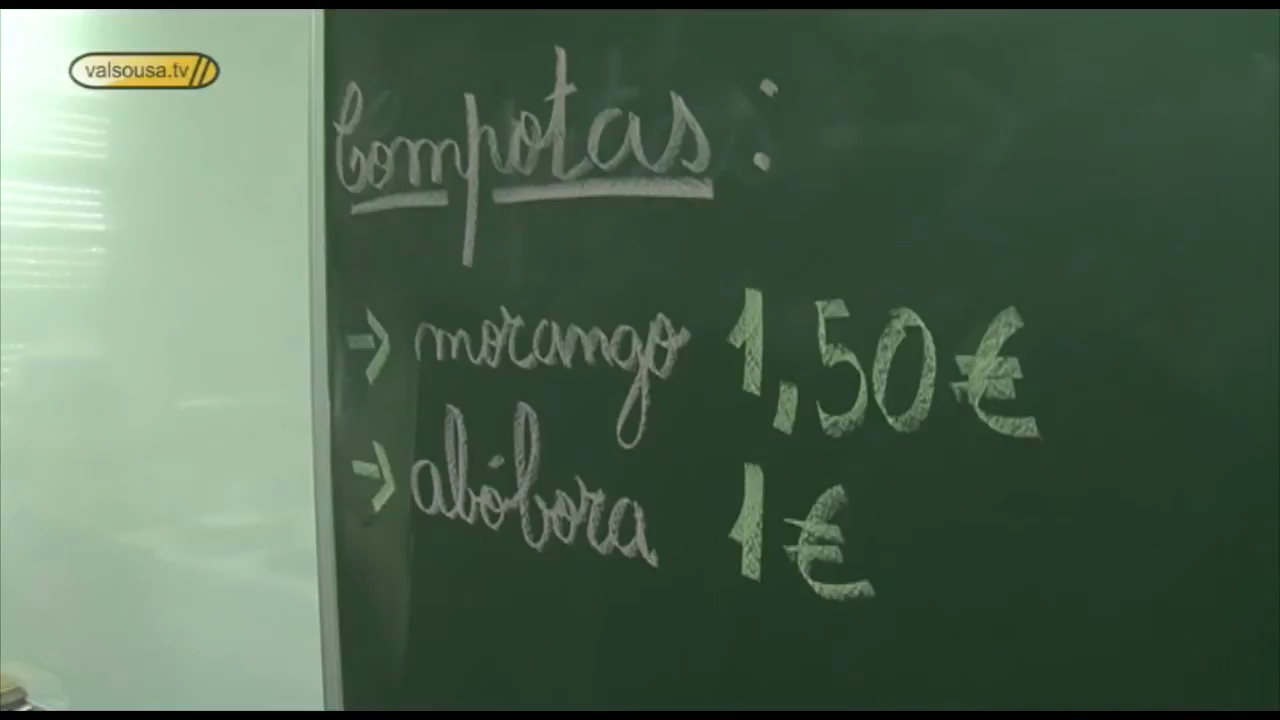 valsousa.tv//
Compotas:
→ morango 1,50€
→ abóbora 1€